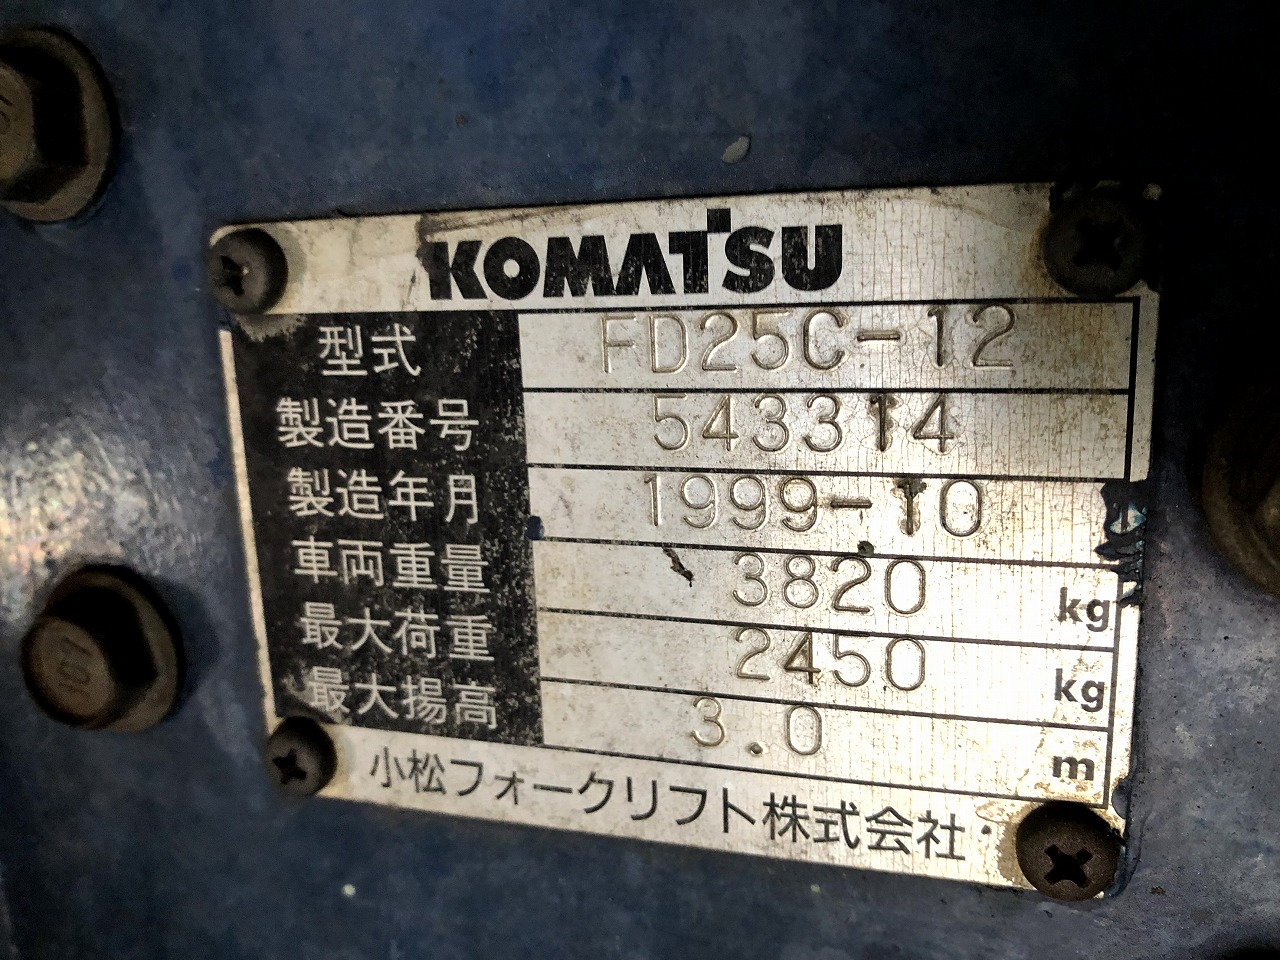 KOMATSU
型式 FD25C-12
製造番号 543314
製造年月 1999-10
車両重量 3820 kg
最大荷重 2450 kg
最大揚高 3.0 m
小松フォークリフト株式会社